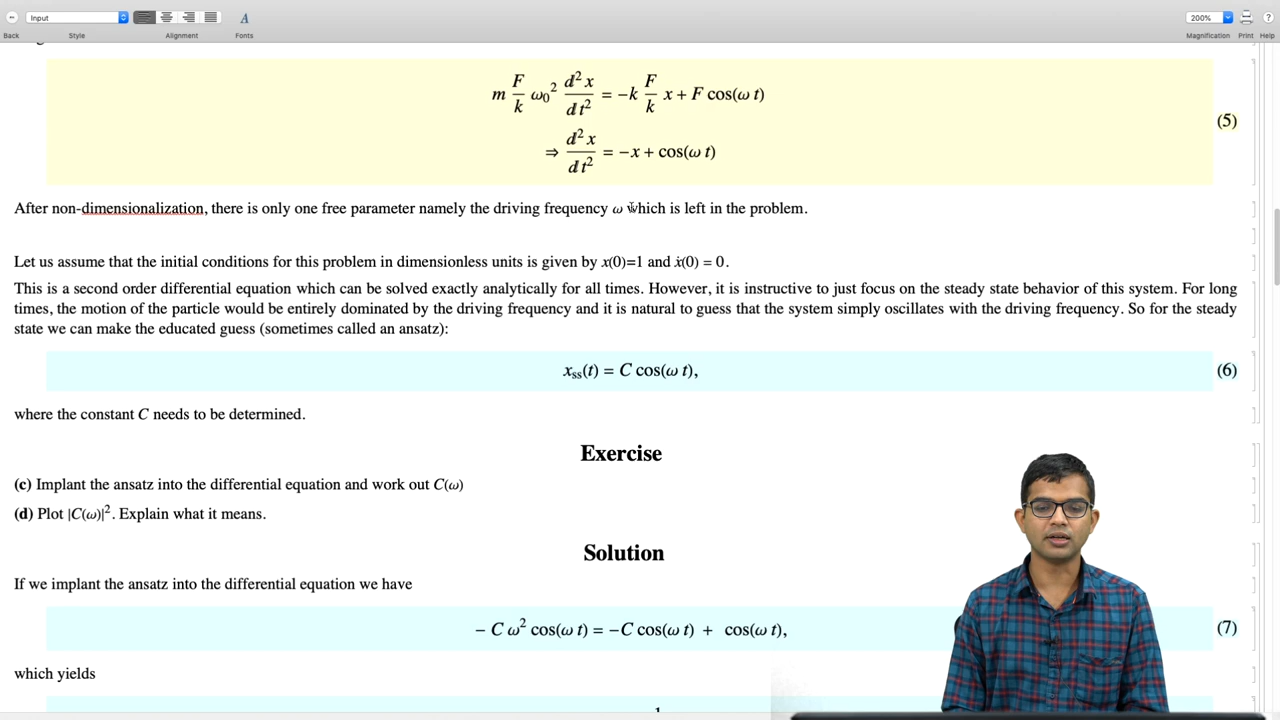 Input
200%
Back Style Alignment Fonts Magnification Print Help
m F/k ω₀² d²x/dt² = −k F/k x + F cos(ω t)
⇒ d²x/dt² = −x + cos(ω t)
(5)
After non-dimensionalization, there is only one free parameter namely the driving frequency ω which is left in the problem.
Let us assume that the initial conditions for this problem in dimensionless units is given by x(0)=1 and ẋ(0) = 0.
This is a second order differential equation which can be solved exactly analytically for all times. However, it is instructive to just focus on the steady state behavior of this system. For long
times, the motion of the particle would be entirely dominated by the driving frequency and it is natural to guess that the system simply oscillates with the driving frequency. So for the steady
state we can make the educated guess (sometimes called an ansatz):
xss(t) = C cos(ω t), (6)
where the constant C needs to be determined.
Exercise
(c) Implant the ansatz into the differential equation and work out C(ω)
(d) Plot |C(ω)|². Explain what it means.
Solution
If we implant the ansatz into the differential equation we have
− C ω² cos(ω t) = −C cos(ω t) + cos(ω t), (7)
which yields